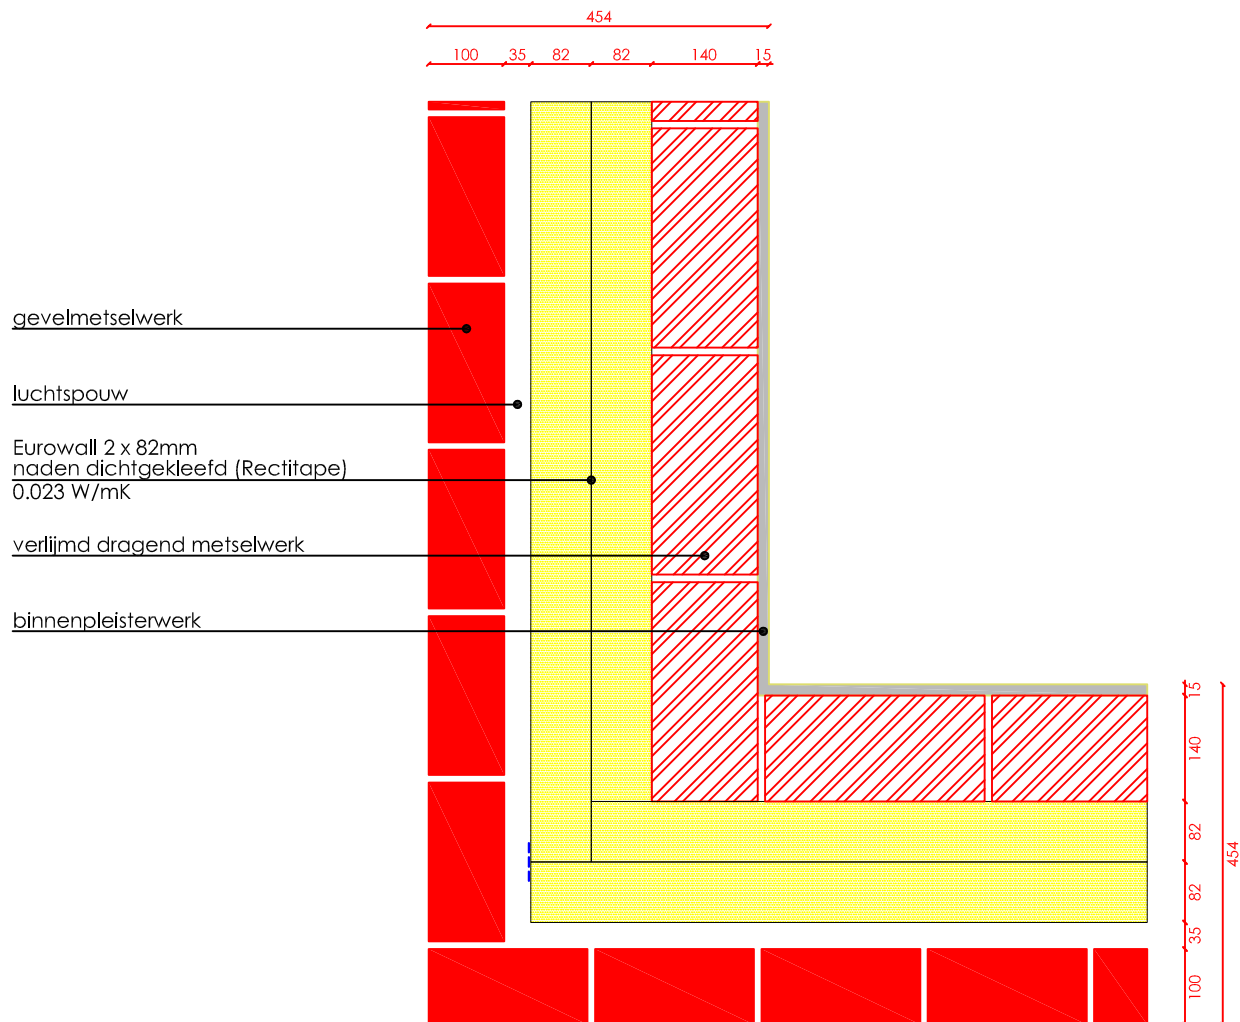 454
100 35 82 82 140 15
gevelmetselwerk
luchtspouw
Eurowall 2 x 82mm
naden dichtgekleefd (Rectitape)
0.023 W/mK
verlijmd dragend metselwerk
binnenpleisterwerk
15
140
82
82
35
100
454